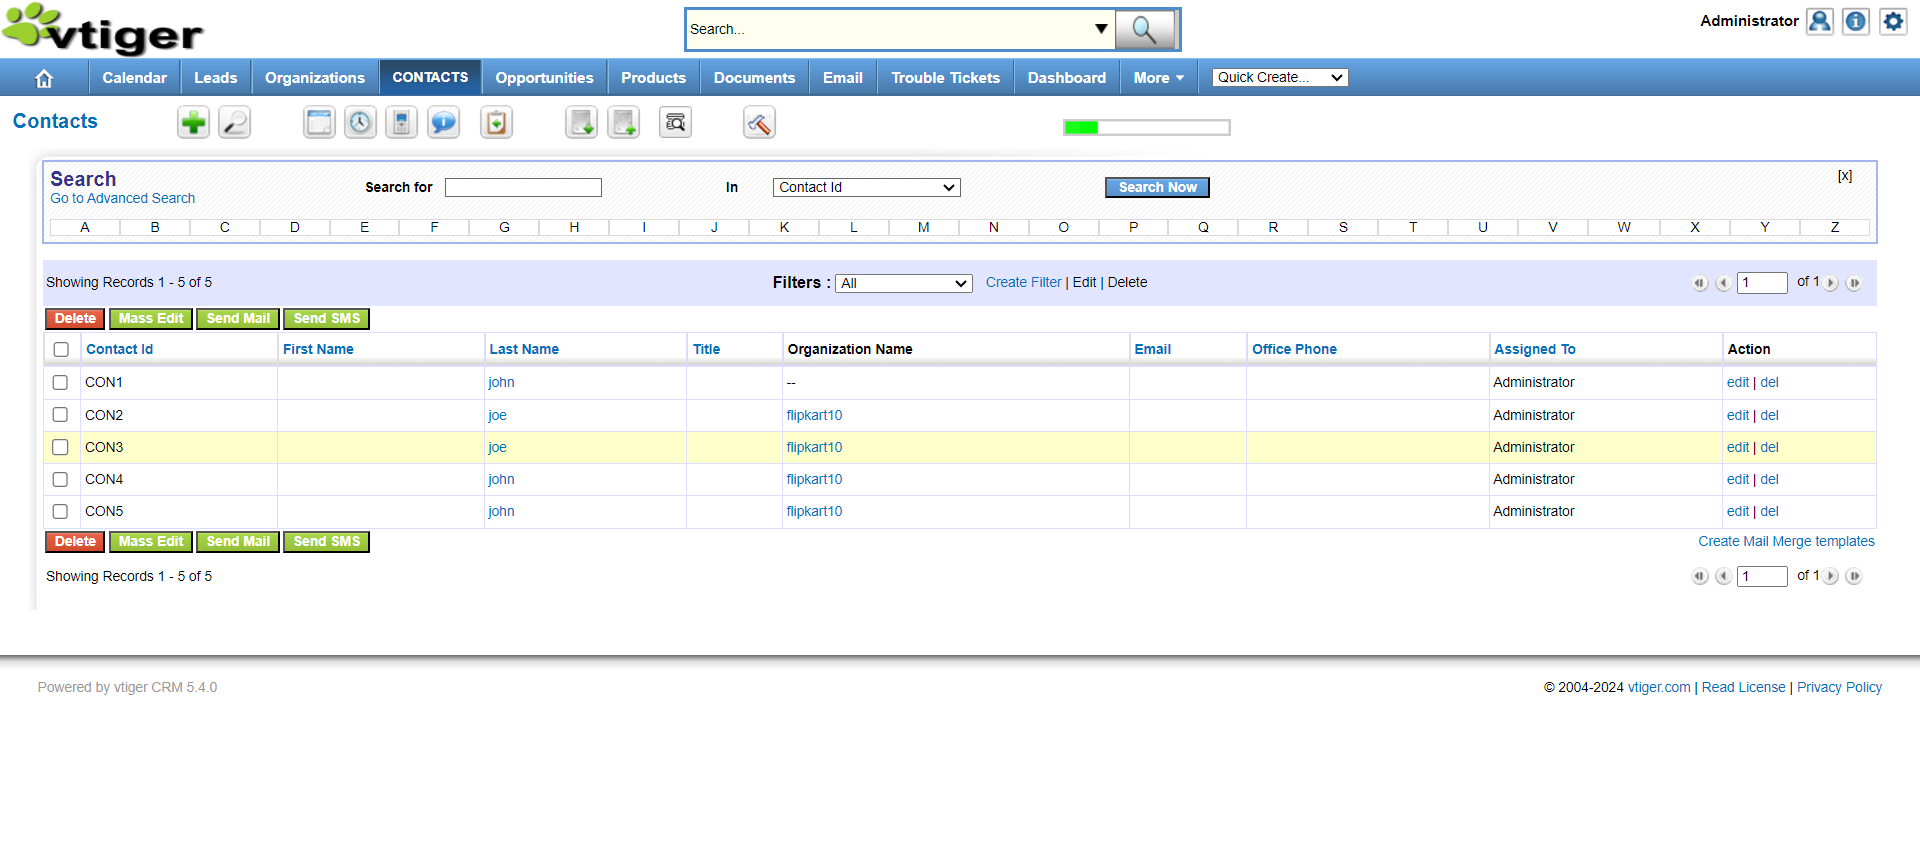 vtiger
Search...
Administrator
Calendar Leads Organizations CONTACTS Opportunities Products Documents Email Trouble Tickets Dashboard More Quick Create...
Contacts
Search
Go to Advanced Search
Search for In Contact Id Search Now [x]
A B C D E F G H I J K L M N O P Q R S T U V W X Y Z
Showing Records 1 - 5 of 5 Filters : All Create Filter | Edit | Delete 1 of 1
Delete Mass Edit Send Mail Send SMS
Contact Id First Name Last Name Title Organization Name Email Office Phone Assigned To Action
CON1 john -- Administrator edit | del
CON2 joe flipkart10 Administrator edit | del
CON3 joe flipkart10 Administrator edit | del
CON4 john flipkart10 Administrator edit | del
CON5 john flipkart10 Administrator edit | del
Delete Mass Edit Send Mail Send SMS Create Mail Merge templates
Showing Records 1 - 5 of 5 1 of 1
Powered by vtiger CRM 5.4.0 © 2004-2024 vtiger.com | Read License | Privacy Policy